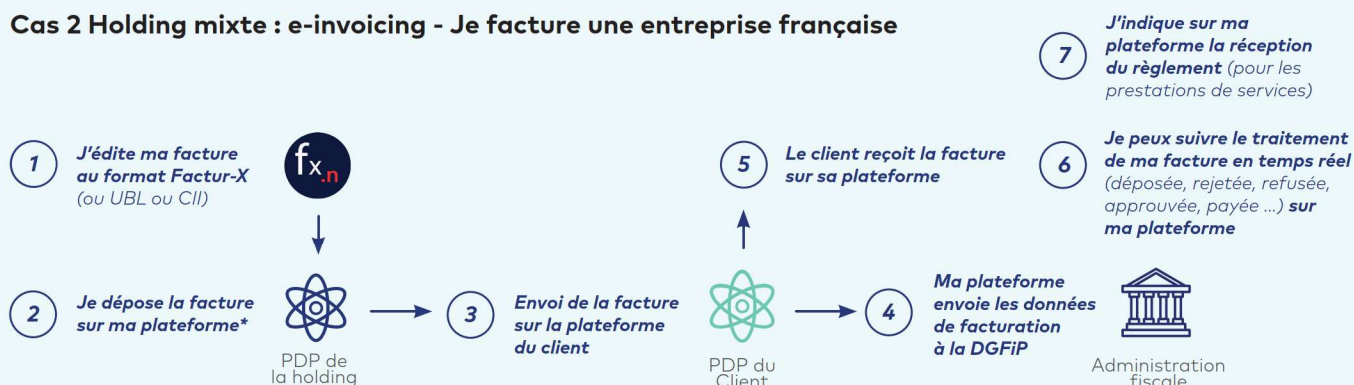 Cas 2 Holding mixte : e-invoicing - Je facture une entreprise française
1
J'édite ma facture
au format Factur-X
(ou UBL ou CII)
fx.n
2
Je dépose la facture
sur ma plateforme*
PDP de
la holding
3
Envoi de la facture
sur la plateforme
du client
PDP du
Client
4
Ma plateforme
envoie les données
de facturation
à la DGFiP
5
Le client reçoit la facture
sur sa plateforme
6
Je peux suivre le traitement
de ma facture en temps réel
(déposée, rejetée, refusée,
approuvée, payée ...) sur
ma plateforme
7
J'indique sur ma
plateforme la réception
du règlement (pour les
prestations de services)
Administration
fiscale